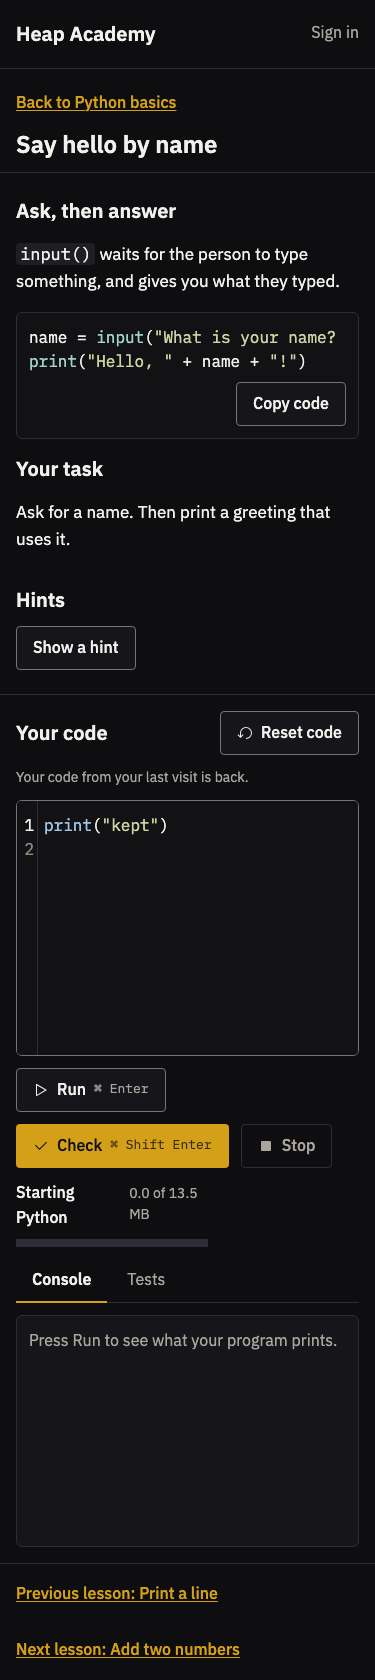 Heap Academy
Sign in
Back to Python basics
Say hello by name
Ask, then answer
input() waits for the person to type
something, and gives you what they typed.
name = input("What is your name?
print("Hello, " + name + "!")
Copy code
Your task
Ask for a name. Then print a greeting that
uses it.
Hints
Show a hint
Your code
Reset code
Your code from your last visit is back.
1 print("kept")
2
Run ⌘ Enter
Check ⌘ Shift Enter
Stop
Starting
Python
0.0 of 13.5
MB
Console
Tests
Press Run to see what your program prints.
Previous lesson: Print a line
Next lesson: Add two numbers